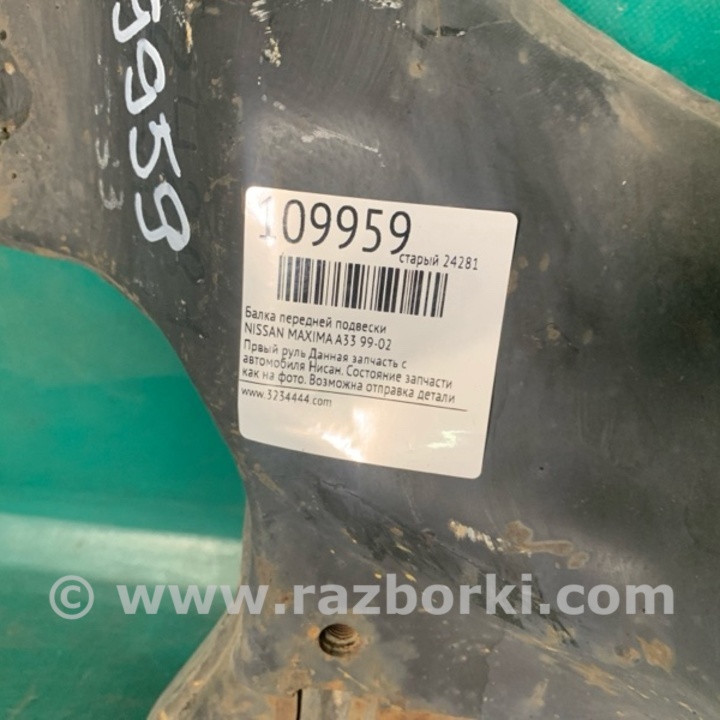 59959
109959
старый 24281
Балка передней подвески
NISSAN MAXIMA A33 99-02
Првый руль Данная запчасть с
автомобиля Нисан. Состояние запчасти
как на фото. Возможна отправка детали
www.3234444.com
© www.razborki.com